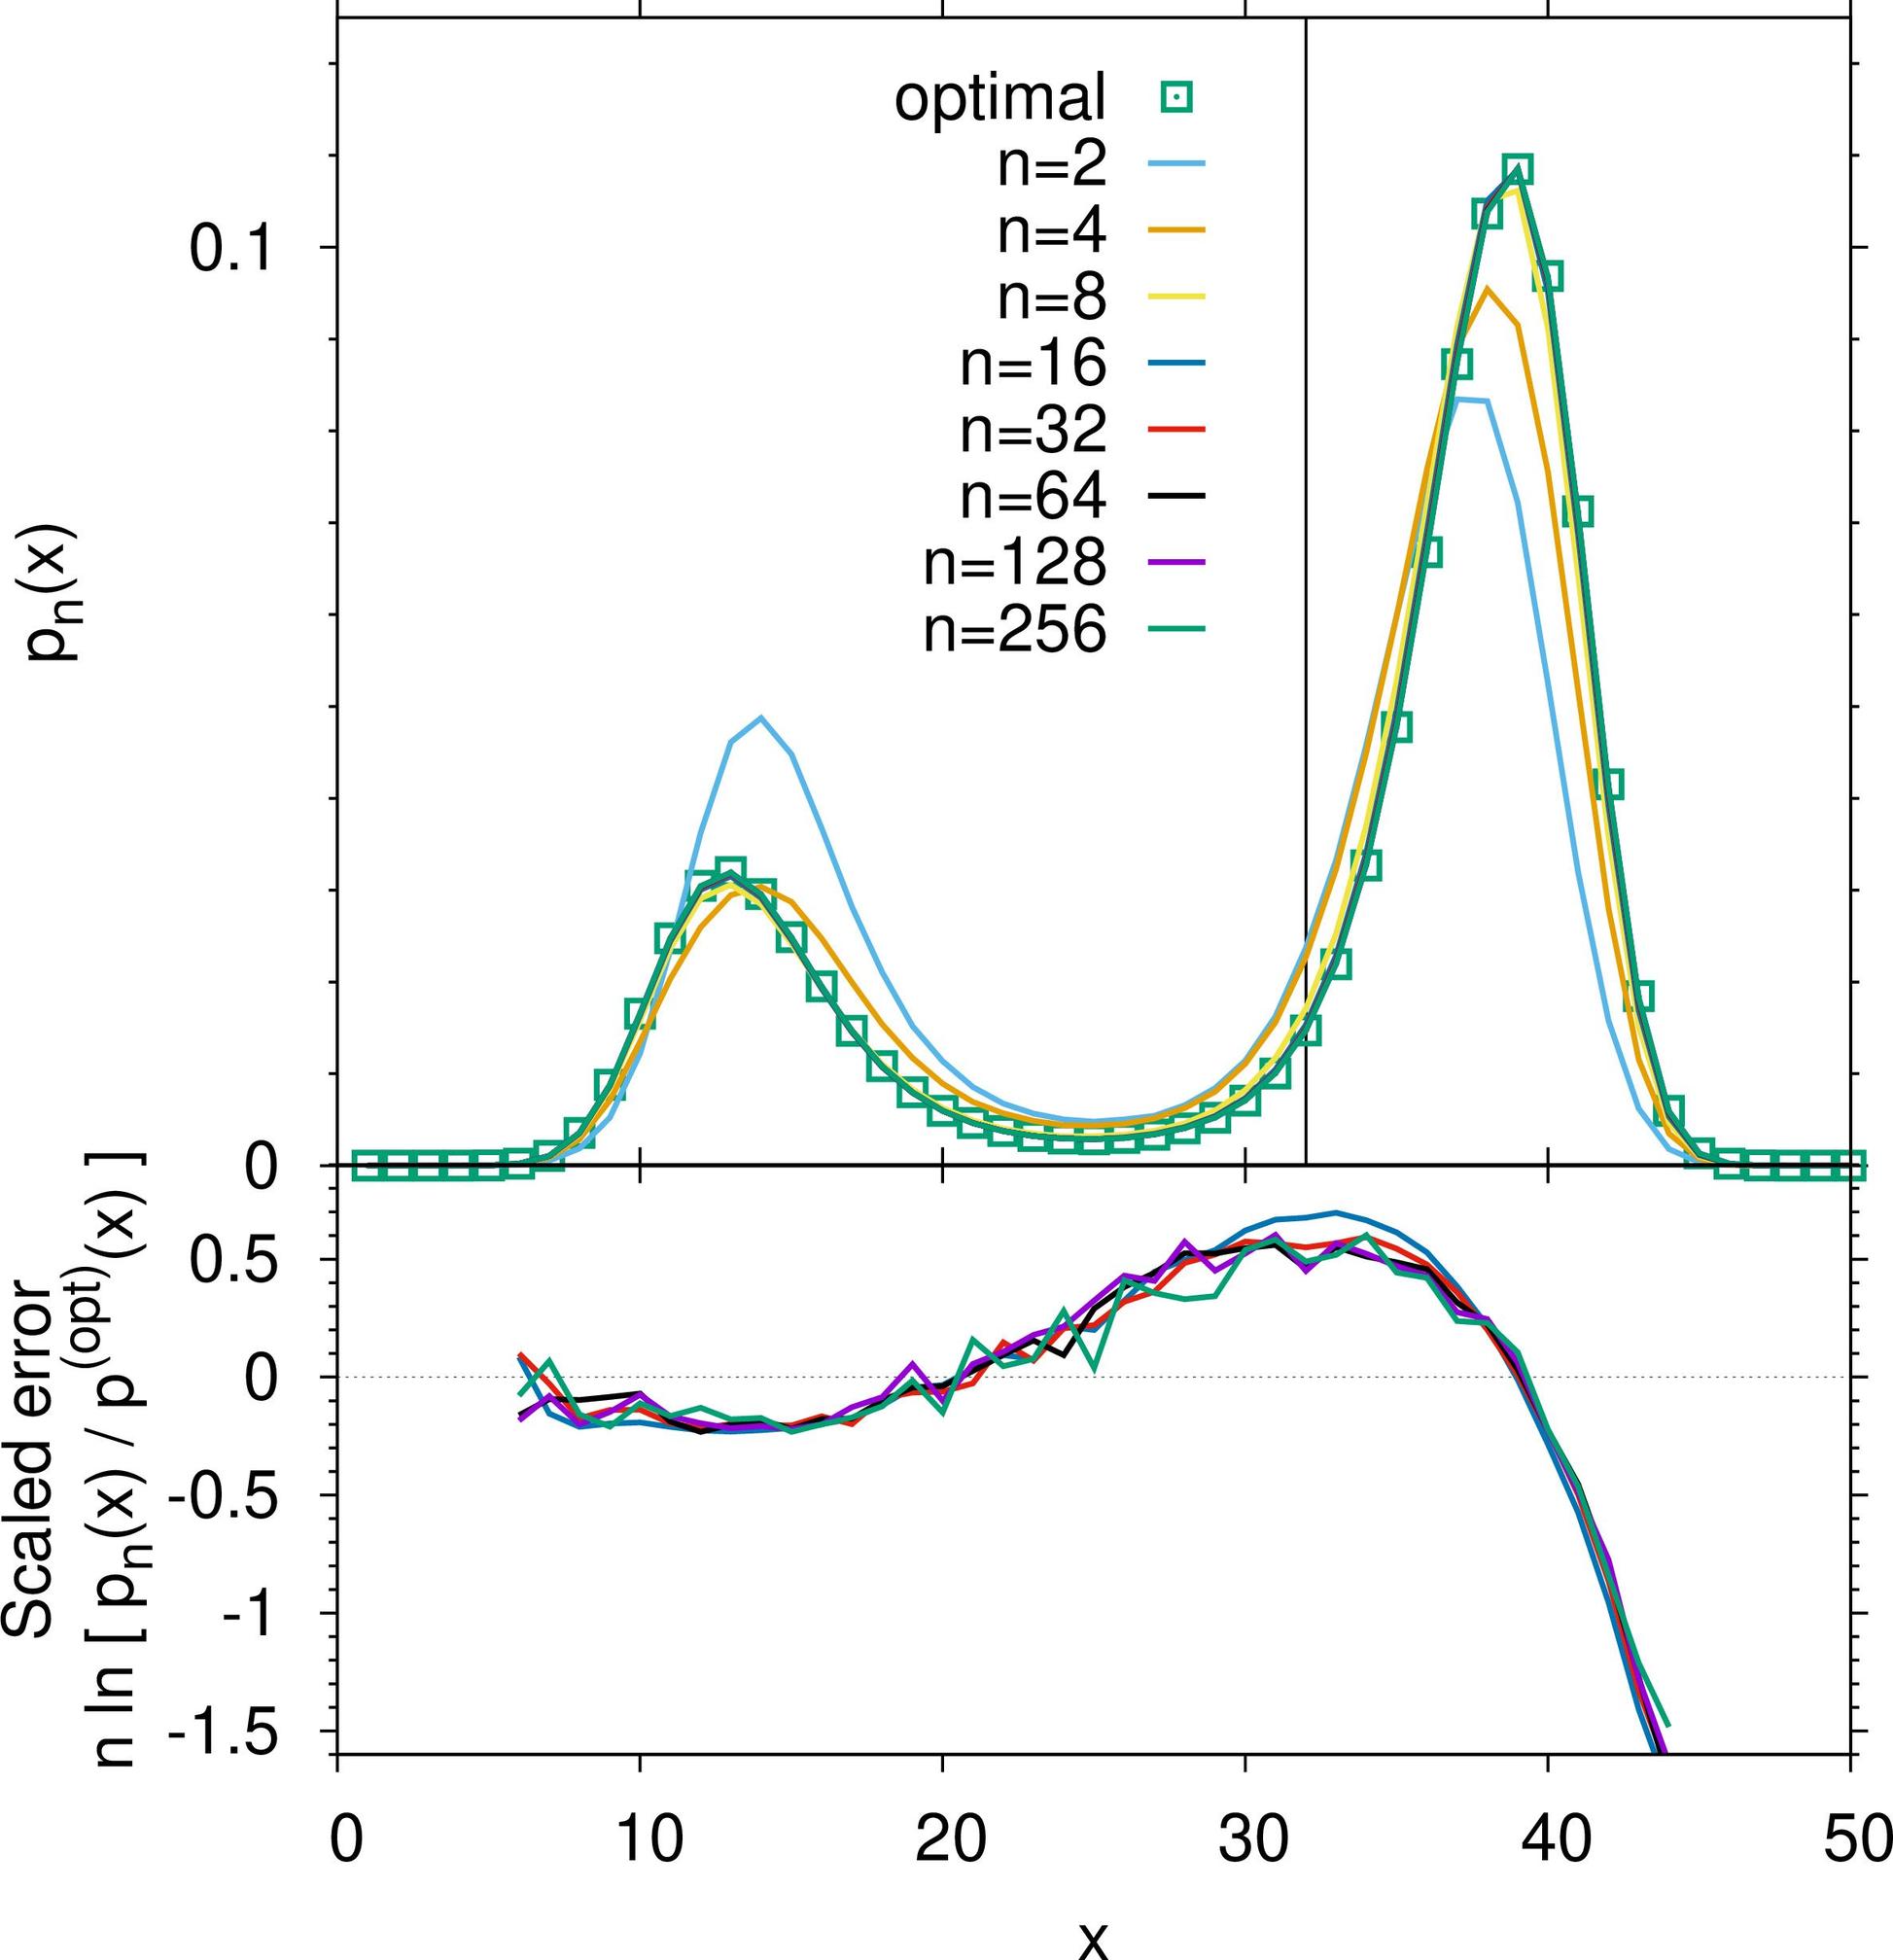 optimal
n=2
n=4
n=8
n=16
n=32
n=64
n=128
n=256
0.1
0
pn(x)
0.5
0
-0.5
-1
-1.5
Scaled error
n ln [ pn(x) / p(opt)(x) ]
0 10 20 30 40 50
x